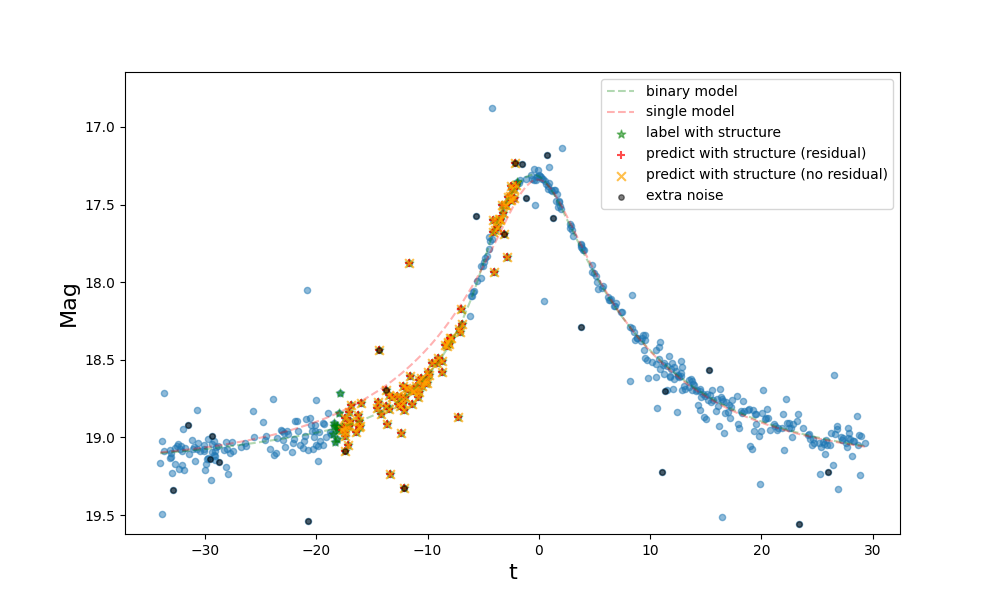 binary model
single model
label with structure
predict with structure (residual)
predict with structure (no residual)
extra noise
17.0
17.5
18.0
18.5
19.0
19.5
Mag
−30
−20
−10
0
10
20
30
t